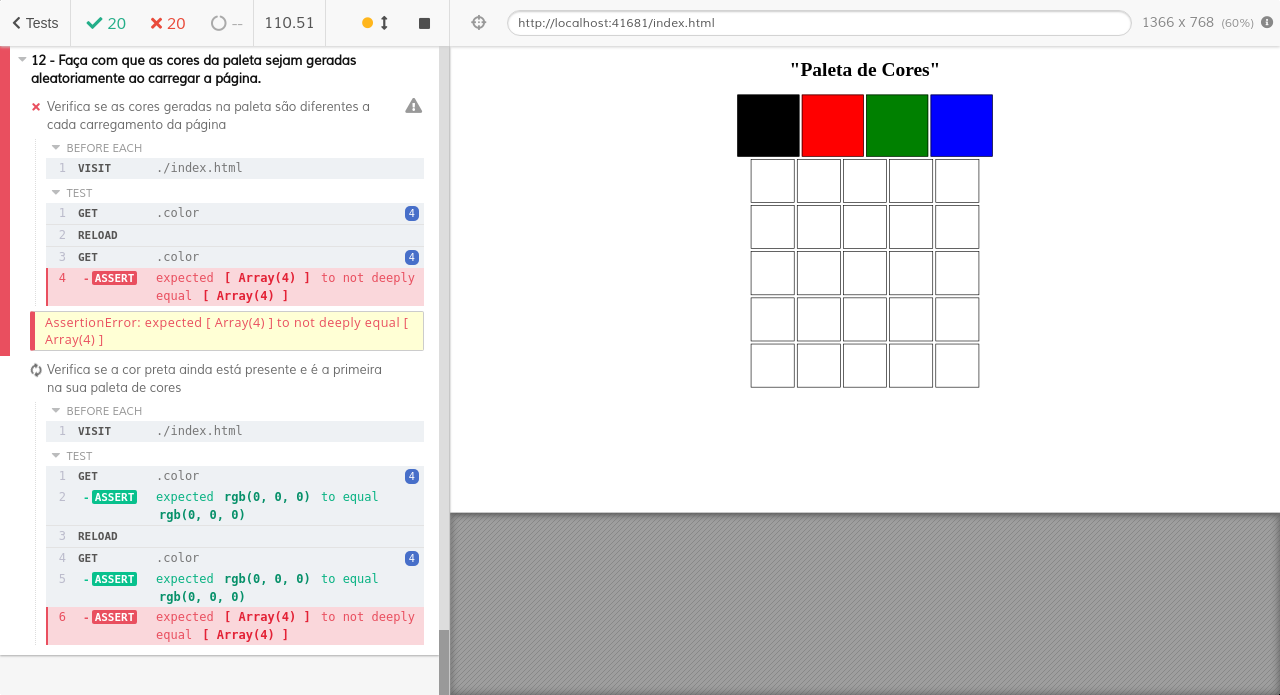 Tests 20 20 -- 110.51 http://localhost:41681/index.html 1366 x 768 (60%)
12 - Faça com que as cores da paleta sejam geradas
aleatoriamente ao carregar a página.
Verifica se as cores geradas na paleta são diferentes a
cada carregamento da página
BEFORE EACH
1 VISIT ./index.html
TEST
1 GET .color 4
2 RELOAD
3 GET .color 4
4 -ASSERT expected [ Array(4) ] to not deeply
equal [ Array(4) ]
AssertionError: expected [ Array(4) ] to not deeply equal [
Array(4) ]
Verifica se a cor preta ainda está presente e é a primeira
na sua paleta de cores
BEFORE EACH
1 VISIT ./index.html
TEST
1 GET .color 4
2 -ASSERT expected rgb(0, 0, 0) to equal
rgb(0, 0, 0)
3 RELOAD
4 GET .color 4
5 -ASSERT expected rgb(0, 0, 0) to equal
rgb(0, 0, 0)
6 -ASSERT expected [ Array(4) ] to not deeply
equal [ Array(4) ]
"Paleta de Cores"